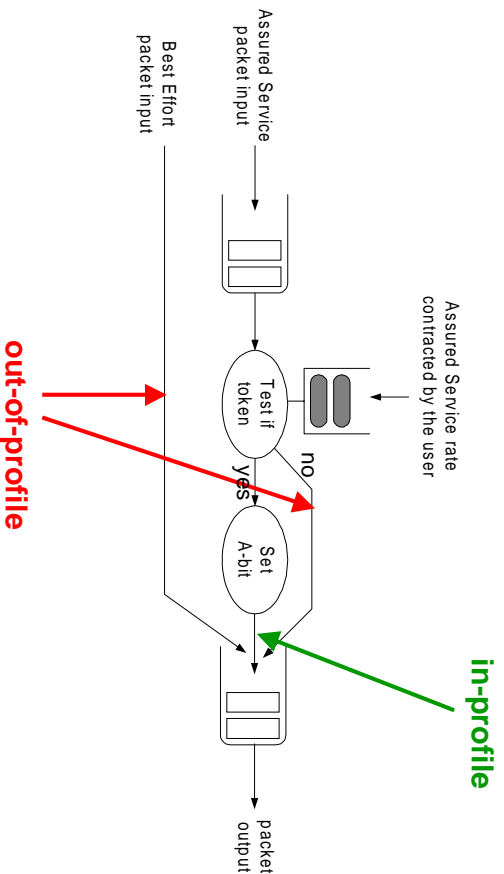 Assured Service rate
contracted by the user
in-profile
Assured Service
packet input
Test if
token
no
yes
Set
A-bit
packet
output
Best Effort
packet input
out-of-profile